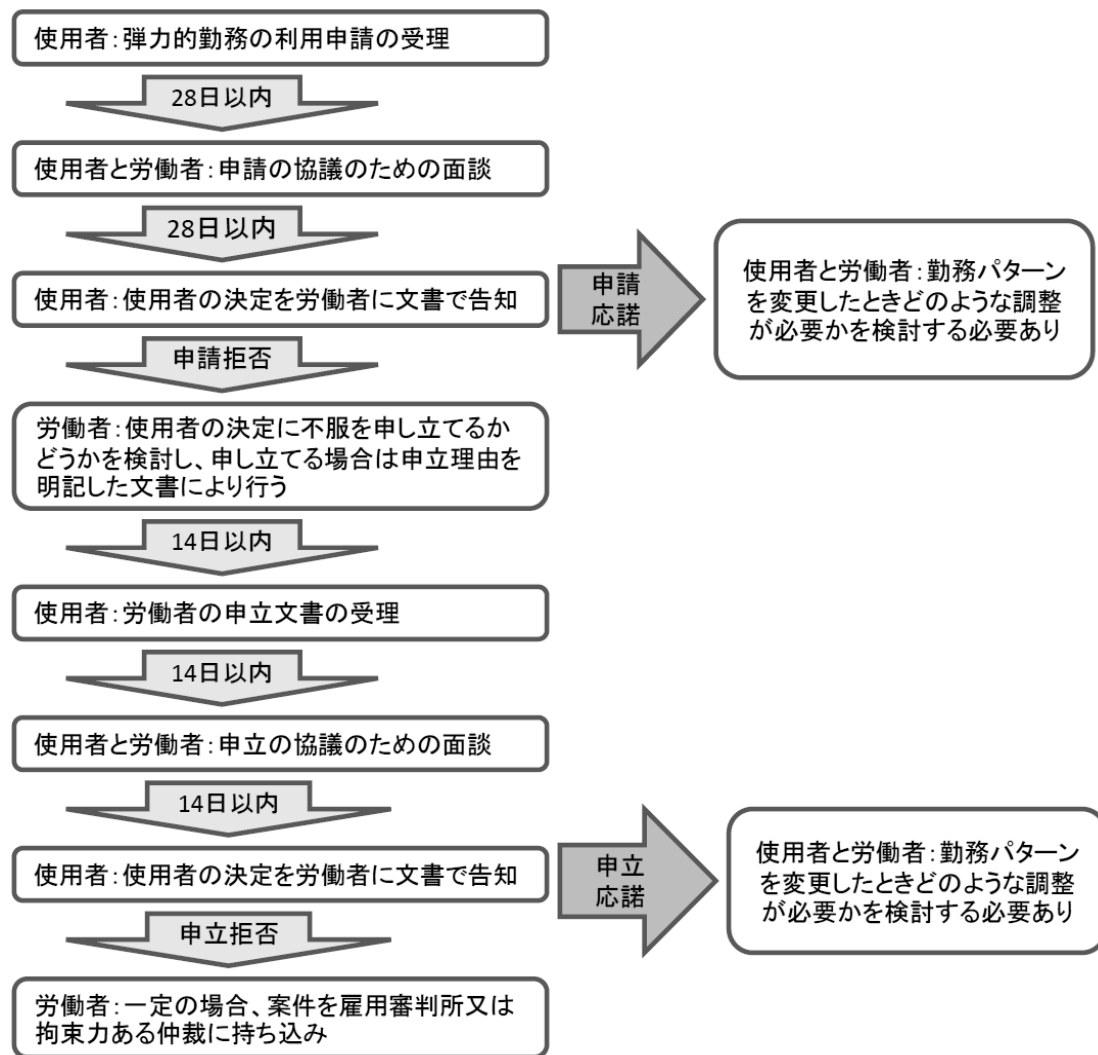 使用者：弾力的勤務の利用申請の受理
28日以内
使用者と労働者：申請の協議のための面談
28日以内
使用者：使用者の決定を労働者に文書で告知
申請
応諾
使用者と労働者：勤務パターン
を変更したときどのような調整
が必要かを検討する必要あり
申請拒否
労働者：使用者の決定に不服を申し立てるか
どうかを検討し、申し立てる場合は申立理由を
明記した文書により行う
14日以内
使用者：労働者の申立文書の受理
14日以内
使用者と労働者：申立の協議のための面談
14日以内
使用者：使用者の決定を労働者に文書で告知
申立
応諾
使用者と労働者：勤務パターン
を変更したときどのような調整
が必要かを検討する必要あり
申立拒否
労働者：一定の場合、案件を雇用審判所又は
拘束力ある仲裁に持ち込み